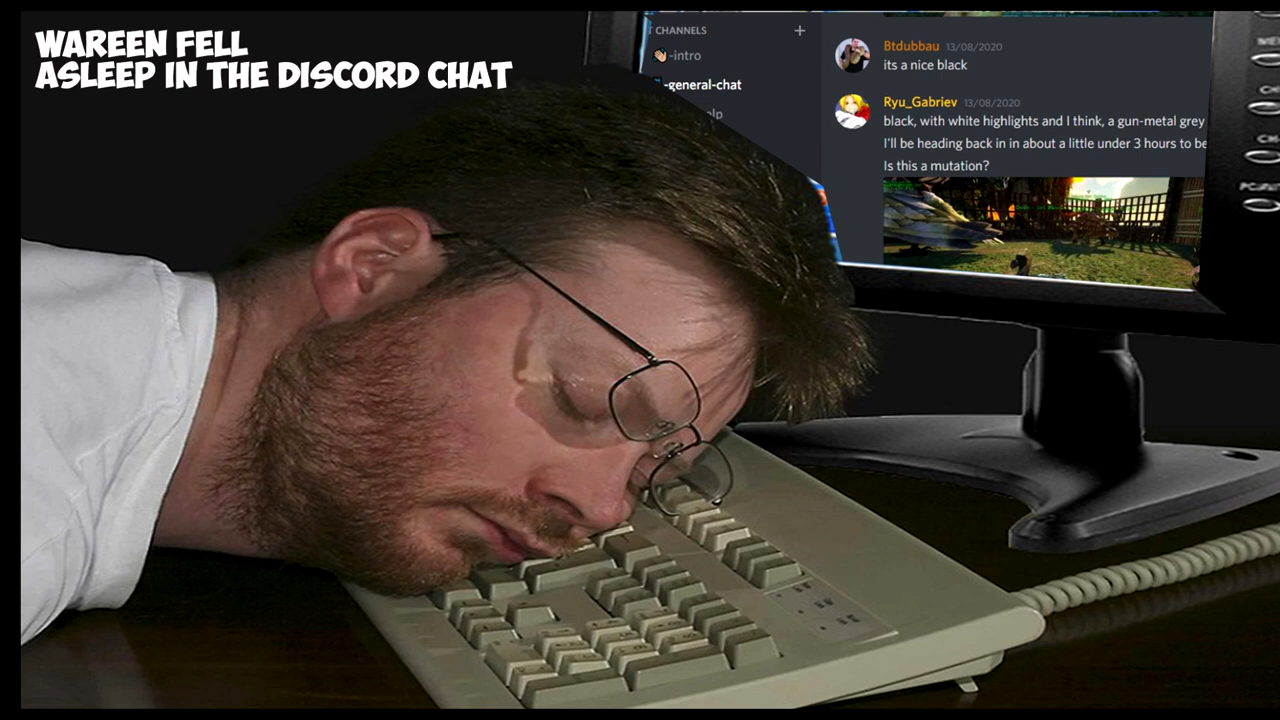 WAREEN FELL
ASLEEP IN THE DISCORD CHAT
CHANNELS +
-intro
-general-chat
Btdubbau 13/08/2020
its a nice black
Ryu_Gabriev 13/08/2020
black, with white highlights and I think, a gun-metal grey
I'll be heading back in in about a little under 3 hours to be
Is this a mutation?